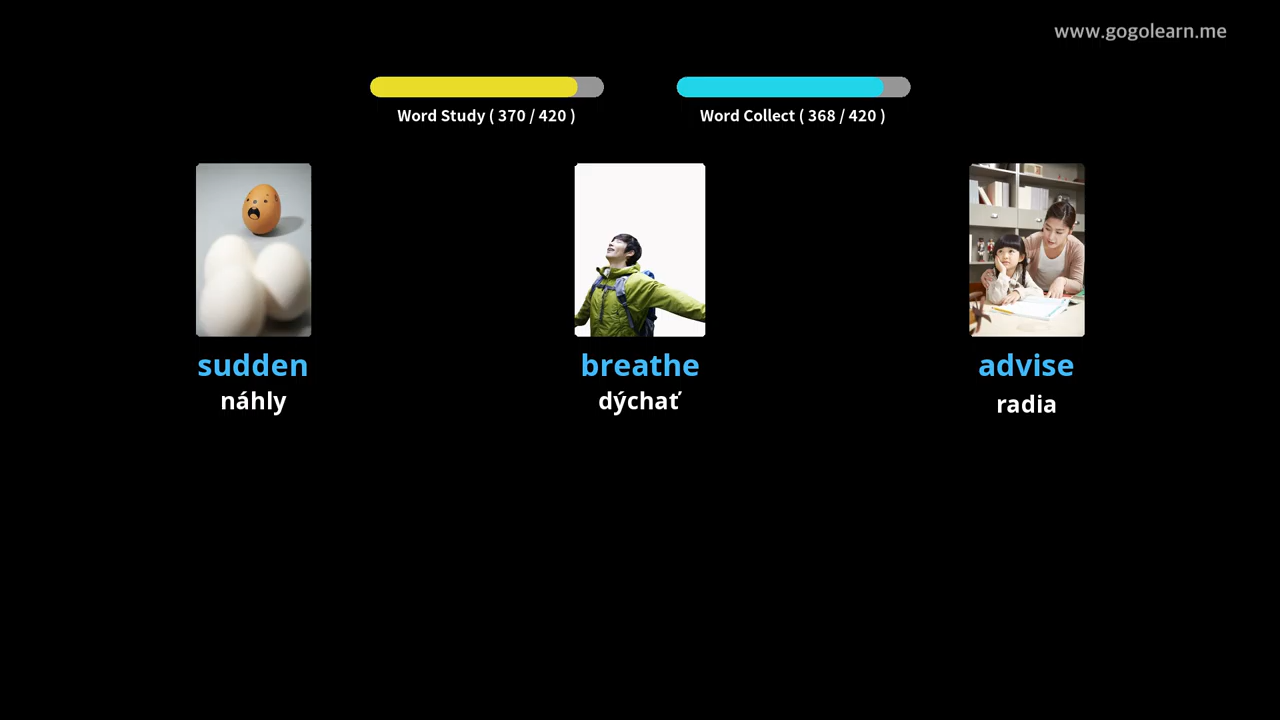 www.gogolearn.me
Word Study ( 370 / 420 )
Word Collect ( 368 / 420 )
sudden
náhly
breathe
dýchať
advise
radia